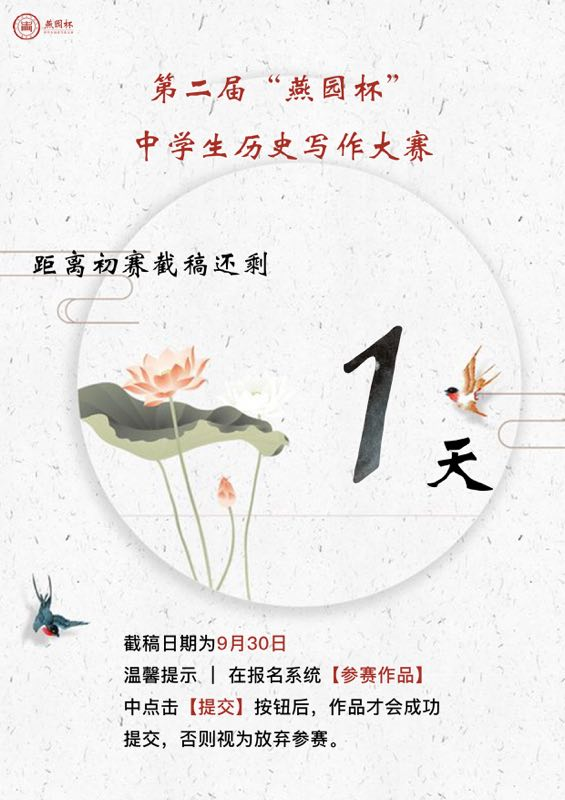 燕园杯
第二届“燕园杯”
中学生历史写作大赛
距离初赛截稿还剩
1
天
截稿日期为9月30日
温馨提示 | 在报名系统【参赛作品】
中点击【提交】按钮后，作品才会成功
提交，否则视为放弃参赛。